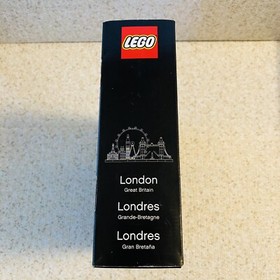 LEGO
London
Great Britain
Londres
Grande-Bretagne
Londres
Gran Bretaña